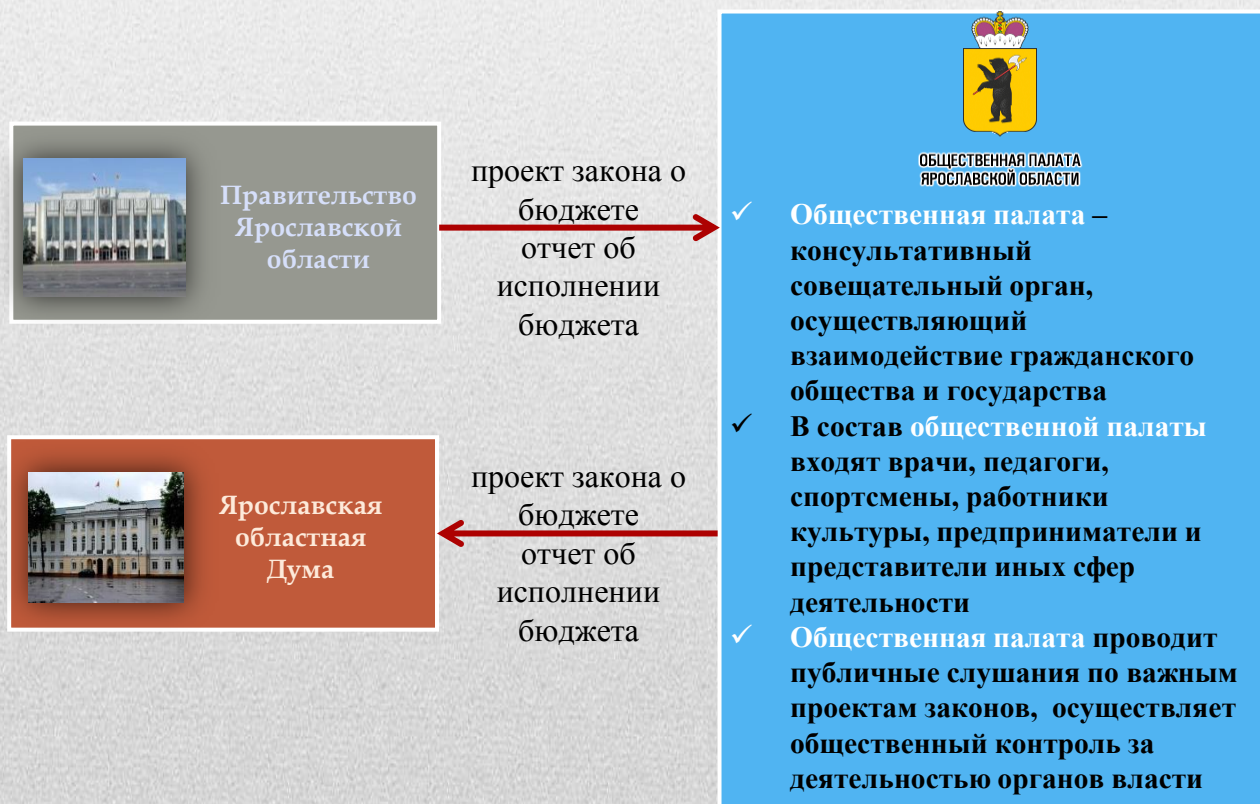 Правительство
Ярославской
области
проект закона о
бюджете
отчет об
исполнении
бюджета
Ярославская
областная
Дума
проект закона о
бюджете
отчет об
исполнении
бюджета
ОБЩЕСТВЕННАЯ ПАЛАТА
ЯРОСЛАВСКОЙ ОБЛАСТИ
✓ Общественная палата –
консультативный
совещательный орган,
осуществляющий
взаимодействие гражданского
общества и государства
✓ В состав общественной палаты
входят врачи, педагоги,
спортсмены, работники
культуры, предприниматели и
представители иных сфер
деятельности
✓ Общественная палата проводит
публичные слушания по важным
проектам законов, осуществляет
общественный контроль за
деятельностью органов власти